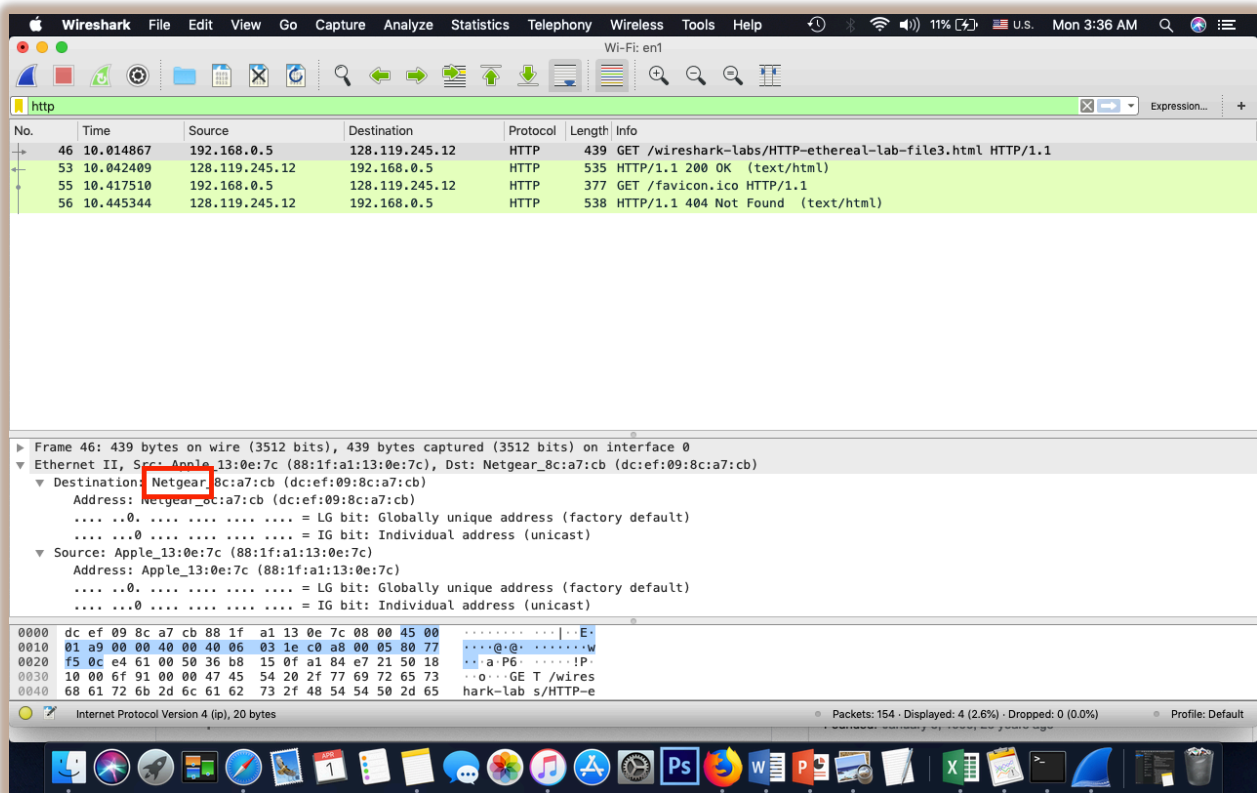 Wireshark File Edit View Go Capture Analyze Statistics Telephony Wireless Tools Help 11% U.S. Mon 3:36 AM
Wi-Fi: en1
http Expression... +
No. Time Source Destination Protocol Length Info
46 10.014867 192.168.0.5 128.119.245.12 HTTP 439 GET /wireshark-labs/HTTP-ethereal-lab-file3.html HTTP/1.1
53 10.042409 128.119.245.12 192.168.0.5 HTTP 535 HTTP/1.1 200 OK (text/html)
55 10.417510 192.168.0.5 128.119.245.12 HTTP 377 GET /favicon.ico HTTP/1.1
56 10.445344 128.119.245.12 192.168.0.5 HTTP 538 HTTP/1.1 404 Not Found (text/html)
Frame 46: 439 bytes on wire (3512 bits), 439 bytes captured (3512 bits) on interface 0
Ethernet II, Src: Apple_13:0e:7c (88:1f:a1:13:0e:7c), Dst: Netgear_8c:a7:cb (dc:ef:09:8c:a7:cb)
Destination: Netgear_8c:a7:cb (dc:ef:09:8c:a7:cb)
Address: Netgear_8c:a7:cb (dc:ef:09:8c:a7:cb)
.... ..0. .... .... .... .... = LG bit: Globally unique address (factory default)
.... ...0 .... .... .... .... = IG bit: Individual address (unicast)
Source: Apple_13:0e:7c (88:1f:a1:13:0e:7c)
Address: Apple_13:0e:7c (88:1f:a1:13:0e:7c)
.... ..0. .... .... .... .... = LG bit: Globally unique address (factory default)
.... ...0 .... .... .... .... = IG bit: Individual address (unicast)
0000 dc ef 09 8c a7 cb 88 1f a1 13 0e 7c 08 00 45 00 ········ ···|··E·
0010 01 a9 00 00 40 00 40 06 03 1e c0 a8 00 05 80 77 ····@·@· ·······w
0020 f5 0c e4 61 00 50 36 b8 15 0f a1 84 e7 21 50 18 ···a·P6· ·····!P·
0030 10 00 6f 91 00 00 47 45 54 20 2f 77 69 72 65 73 ··o···GE T /wires
0040 68 61 72 6b 2d 6c 61 62 73 2f 48 54 54 50 2d 65 hark-lab s/HTTP-e
Internet Protocol Version 4 (ip), 20 bytes Packets: 154 · Displayed: 4 (2.6%) · Dropped: 0 (0.0%) Profile: Default
APR
1
Ps